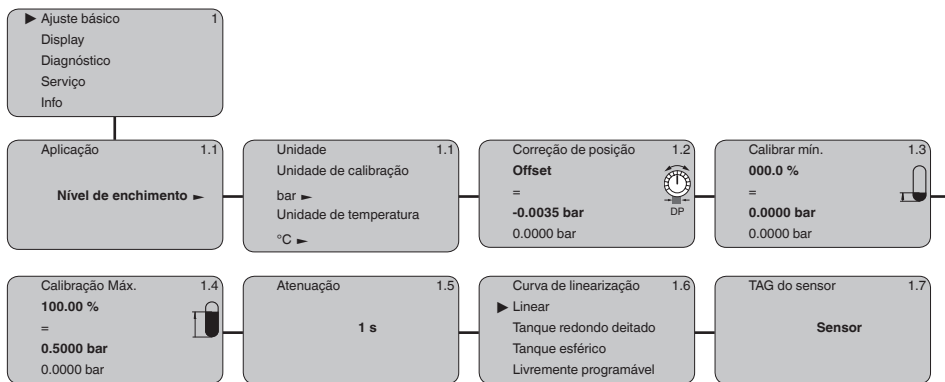 Ajuste básico 1
Display
Diagnóstico
Serviço
Info
Aplicação 1.1
Nível de enchimento
Unidade 1.1
Unidade de calibração
bar
Unidade de temperatura
°C
Correção de posição 1.2
Offset
=
-0.0035 bar
0.0000 bar
DP
Calibrar mín. 1.3
000.0 %
=
0.0000 bar
0.0000 bar
Calibração Máx. 1.4
100.00 %
=
0.5000 bar
0.0000 bar
Atenuação 1.5
1 s
Curva de linearização 1.6
Linear
Tanque redondo deitado
Tanque esférico
Livremente programável
TAG do sensor 1.7
Sensor